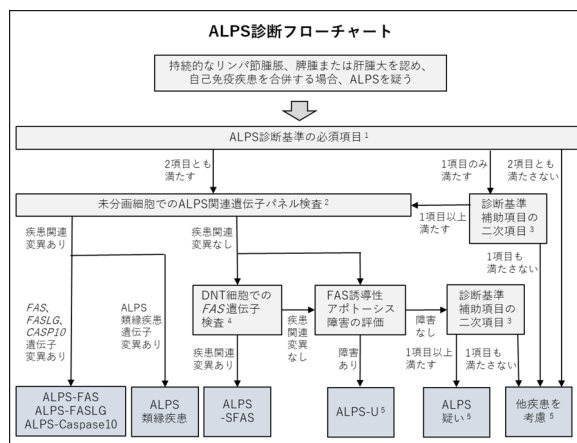 ALPS診断フローチャート
持続的なリンパ節腫脹、脾腫または肝腫大を認め、
自己免疫疾患を合併する場合、ALPSを疑う
ALPS診断基準の必須項目 1
2項目とも
満たす
1項目のみ
満たす
2項目とも
満たさない
未分画細胞でのALPS関連遺伝子パネル検査 2
1項目以上
満たす
診断基準
補助項目の
二次項目 3
疾患関連
変異あり
疾患関連
変異なし
1項目も
満たさない
FAS,
FASLG,
CASP10
遺伝子
変異あり
ALPS
類縁疾患
遺伝子
変異あり
DNT細胞での
FAS遺伝子
検査 4
疾患
関連
変異
なし
FAS誘導性
アポトーシス
障害の評価
障害なし
診断基準
補助項目の
二次項目 3
疾患関連
変異あり
障害
あり
1項目以上
満たす
1項目も
満たさない
ALPS-FAS
ALPS-FASLG
ALPS-Caspase10
ALPS
類縁疾患
ALPS
-SFAS
ALPS-U 5
ALPS
疑い 5
他疾患を
考慮 5